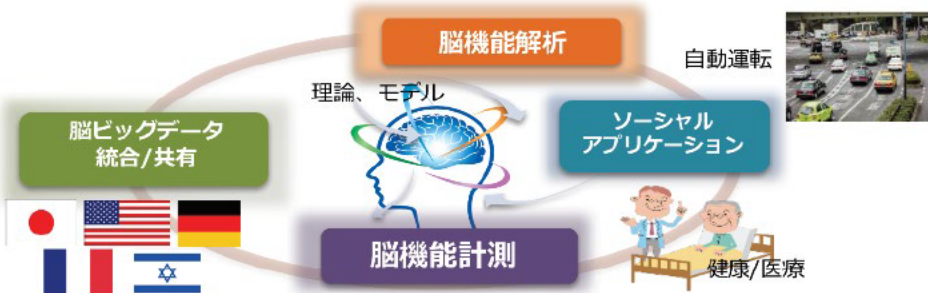 脳機能解析
自動運転
理論、モデル
脳ビッグデータ
統合/共有
ソーシャル
アプリケーション
脳機能計測
健康/医療